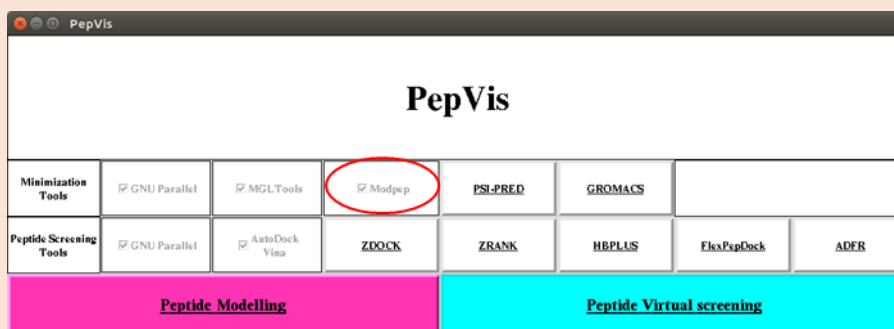 PepVis
PepVis
Minimization
Tools
GNU Parallel
MGLTools
Modpep
PSI-PRED
GROMACS
Peptide Screening
Tools
GNU Parallel
AutoDock
Vina
ZDOCK
ZRANK
HBPLUS
FlexPepDock
ADFR
Peptide Modelling
Peptide Virtual screening